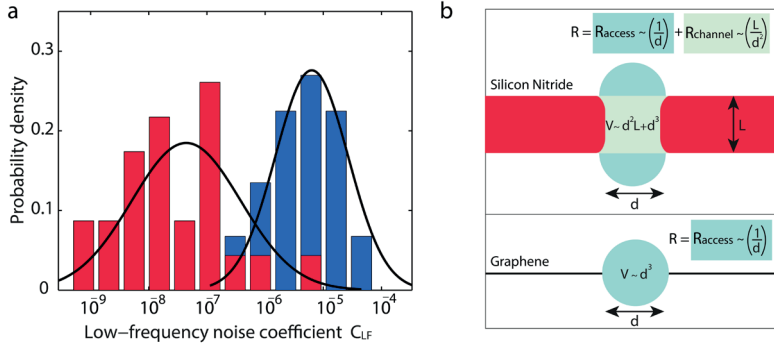 a
Probability density
0.3
0.2
0.1
0
10⁻⁹ 10⁻⁸ 10⁻⁷ 10⁻⁶ 10⁻⁵ 10⁻⁴
Low–frequency noise coefficient C_LF
b
R = Raccess ~ (1/d) + Rchannel ~ (L/d²)
Silicon Nitride
V~ d²L+d³
L
d
R = Raccess ~ (1/d)
Graphene
V ~ d³
d